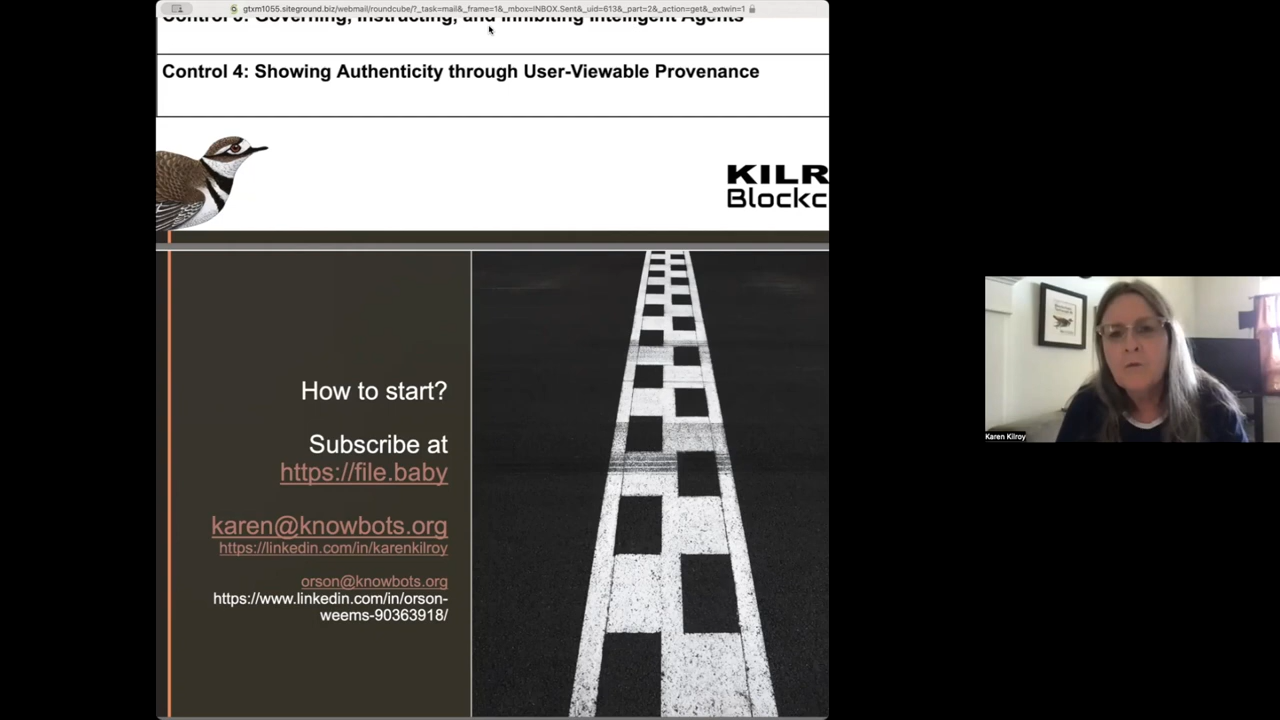 gtxm1055.siteground.biz/webmail/roundcube/?_task=mail&_frame=1&_mbox=INBOX.Sent&_uid=613&_part=2&_action=get&_extwin=1
Control 3: Governing, Instructing, and Inhibiting Intelligent Agents
Control 4: Showing Authenticity through User-Viewable Provenance
KILR
Blockc
How to start?
Subscribe at
https://file.baby
karen@knowbots.org
https://linkedin.com/in/karenkilroy
orson@knowbots.org
https://www.linkedin.com/in/orson-
weems-90363918/
Karen Kilroy